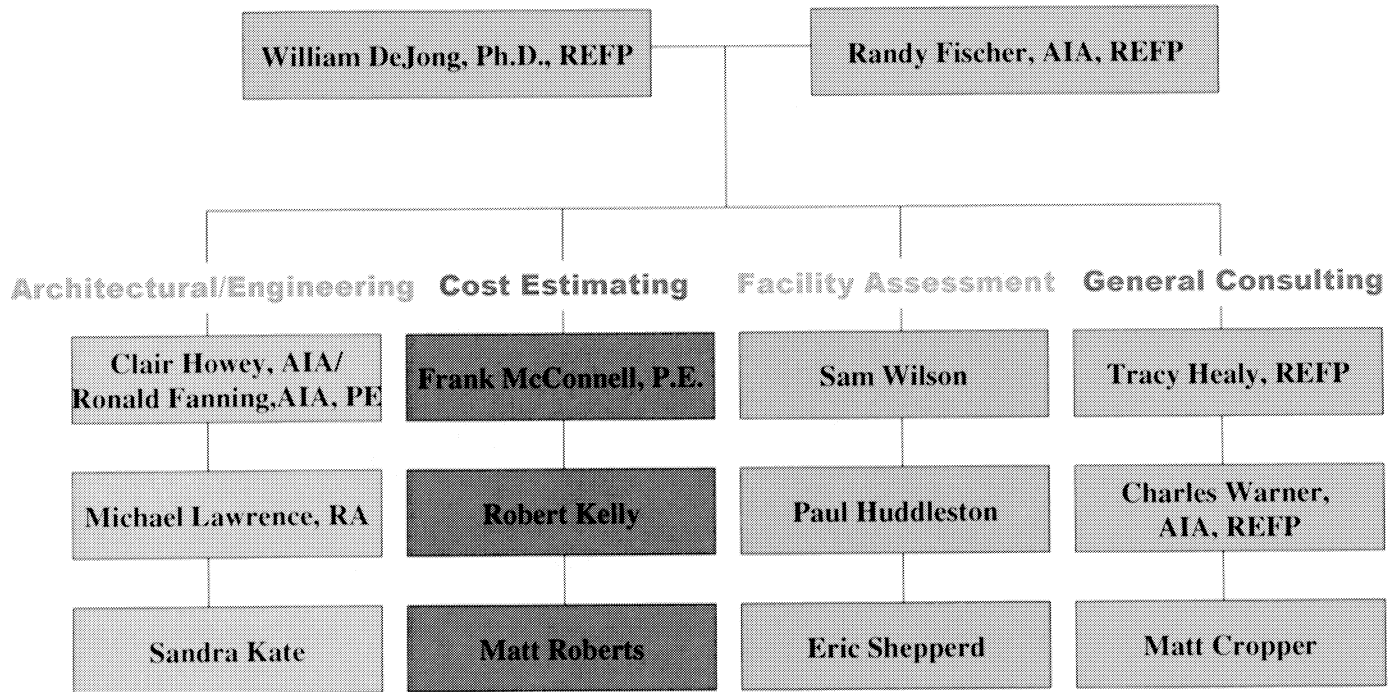 William DeJong, Ph.D., REFP
Randy Fischer, AIA, REFP
Architectural/Engineering
Cost Estimating
Facility Assessment
General Consulting
Clair Howey, AIA/
Ronald Fanning,AIA, PE
Frank McConnell, P.E.
Sam Wilson
Tracy Healy, REFP
Michael Lawrence, RA
Robert Kelly
Paul Huddleston
Charles Warner,
AIA, REFP
Sandra Kate
Matt Roberts
Eric Shepperd
Matt Cropper